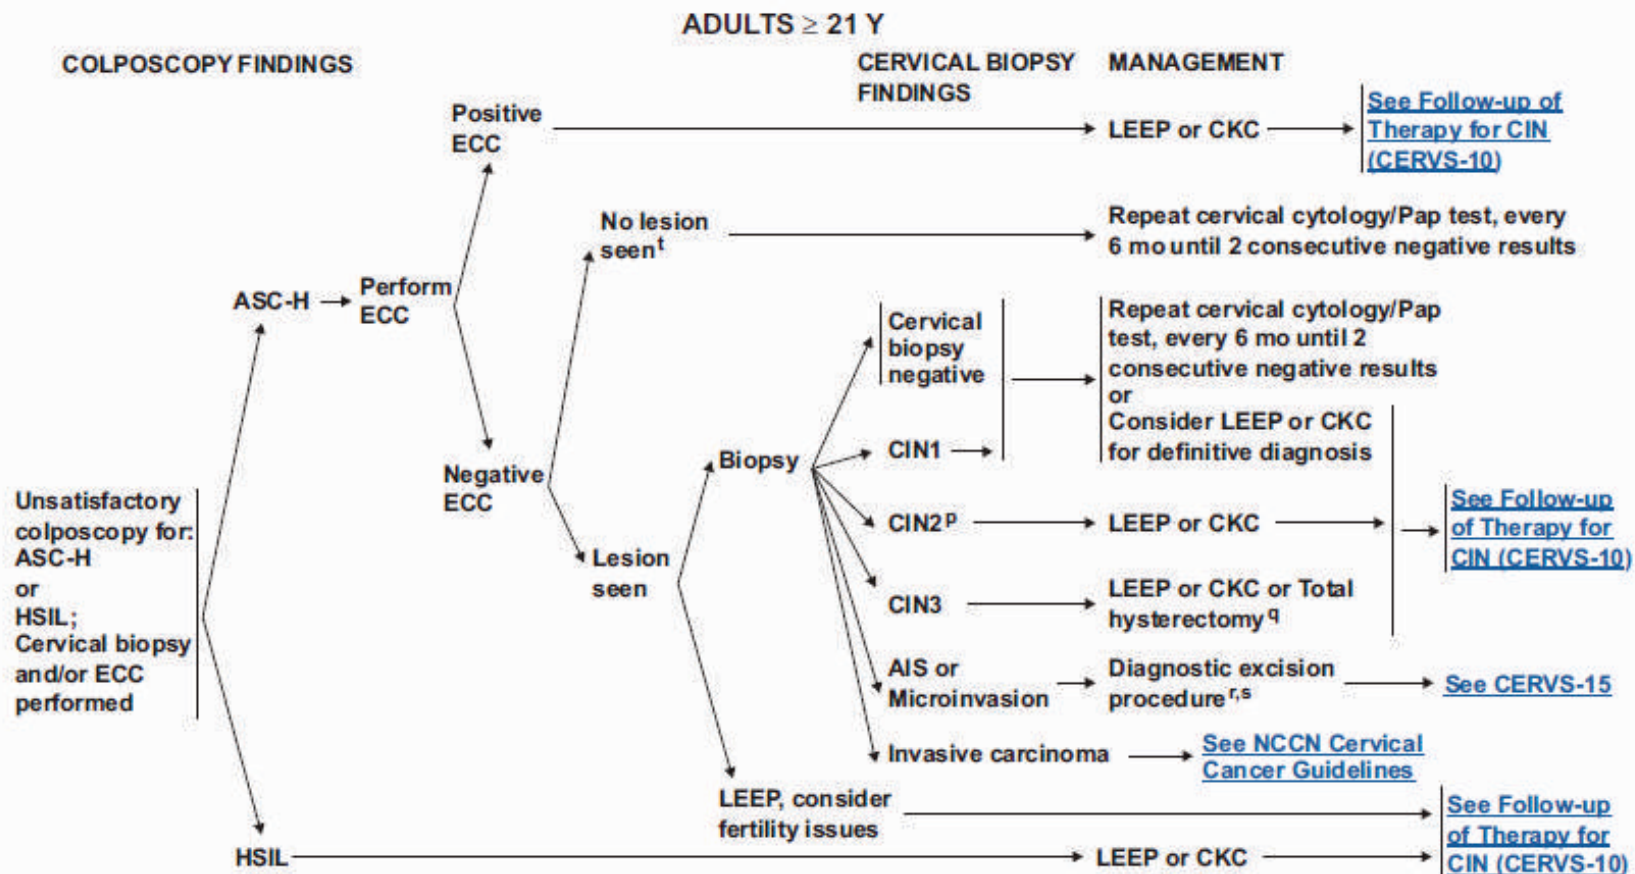 ADULTS ≥ 21 Y
COLPOSCOPY FINDINGS
CERVICAL BIOPSY
FINDINGS
MANAGEMENT
Positive
ECC
LEEP or CKC
See Follow-up of
Therapy for CIN
(CERVS-10)
No lesion
seen^t
Repeat cervical cytology/Pap test, every
6 mo until 2 consecutive negative results
ASC-H
Perform
ECC
Cervical
biopsy
negative
Repeat cervical cytology/Pap
test, every 6 mo until 2
consecutive negative results
or
Consider LEEP or CKC
for definitive diagnosis
Negative
ECC
Biopsy
CIN1
Unsatisfactory
colposcopy for:
ASC-H
or
HSIL;
Cervical biopsy
and/or ECC
performed
CIN2^p
LEEP or CKC
See Follow-up
of Therapy for
CIN (CERVS-10)
Lesion
seen
CIN3
LEEP or CKC or Total
hysterectomy^q
AIS or
Microinvasion
Diagnostic excision
procedure^r,s
See CERVS-15
Invasive carcinoma
See NCCN Cervical
Cancer Guidelines
LEEP, consider
fertility issues
See Follow-up
of Therapy for
CIN (CERVS-10)
HSIL
LEEP or CKC